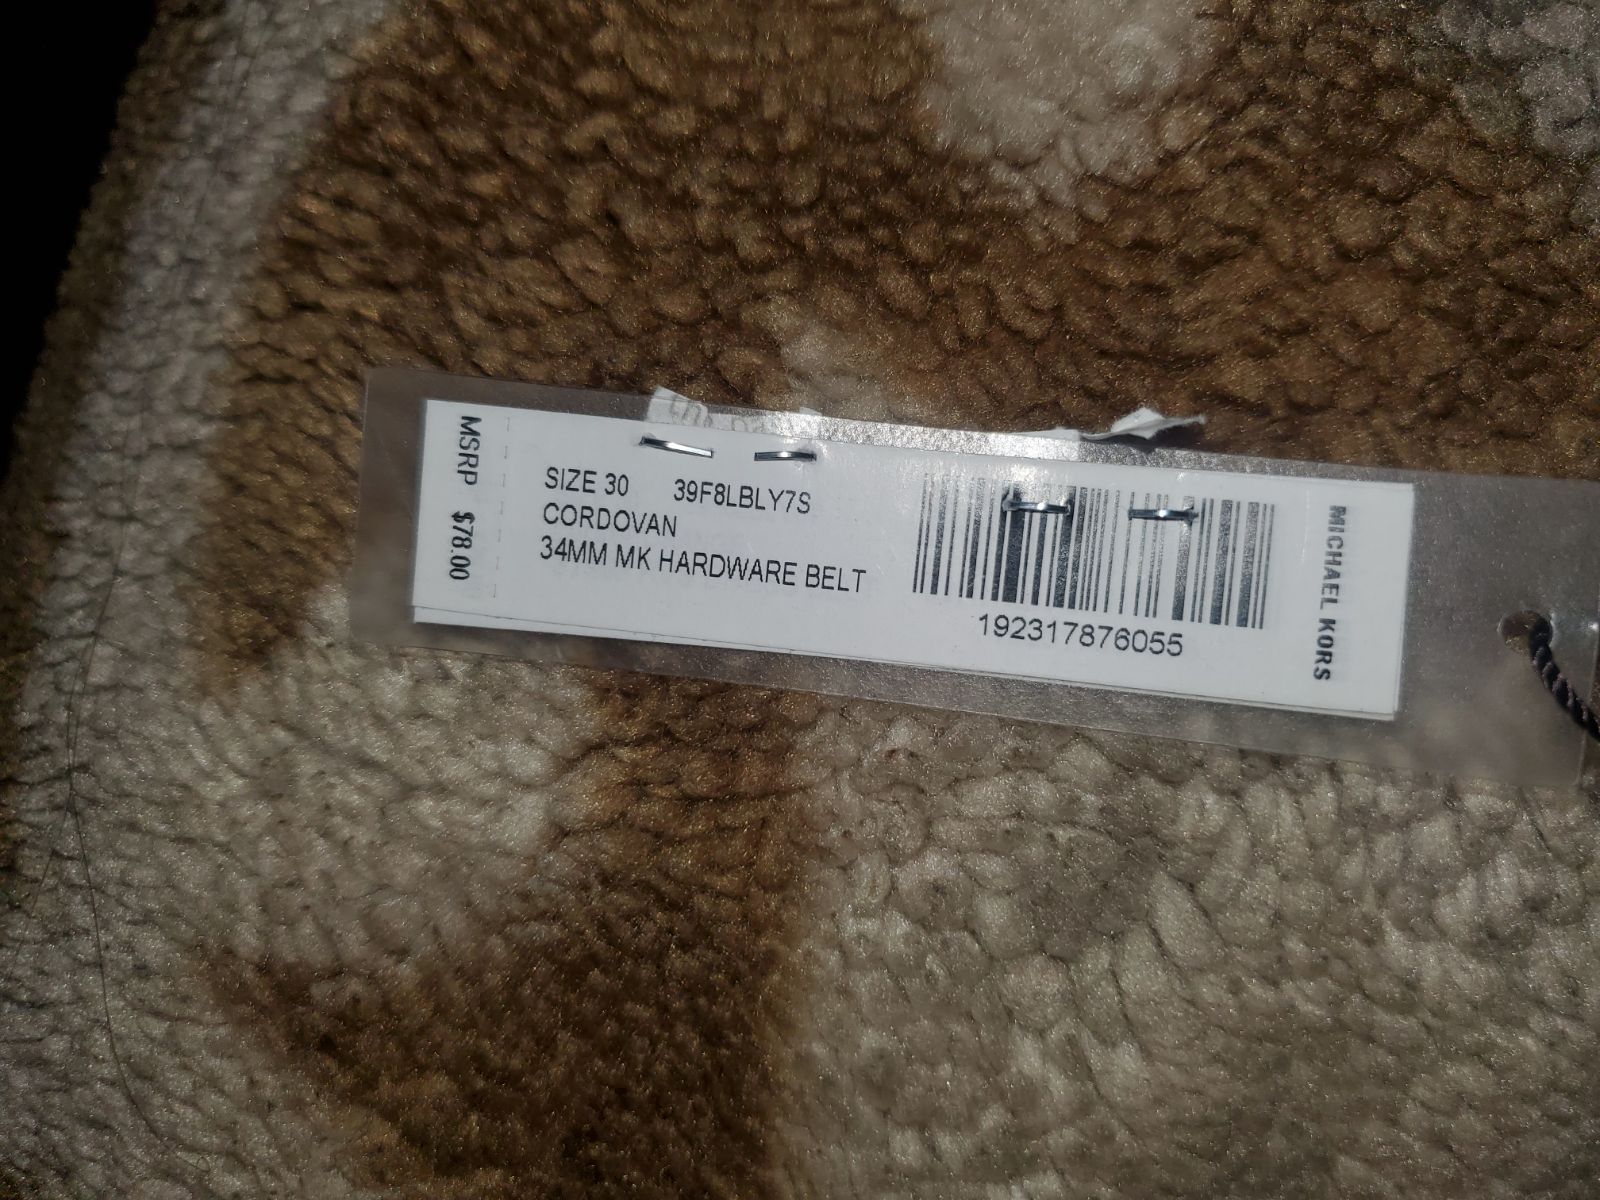 MSRP $78.00
SIZE 30 39F8LBLY7S
CORDOVAN
34MM MK HARDWARE BELT
192317876055
MICHAEL KORS